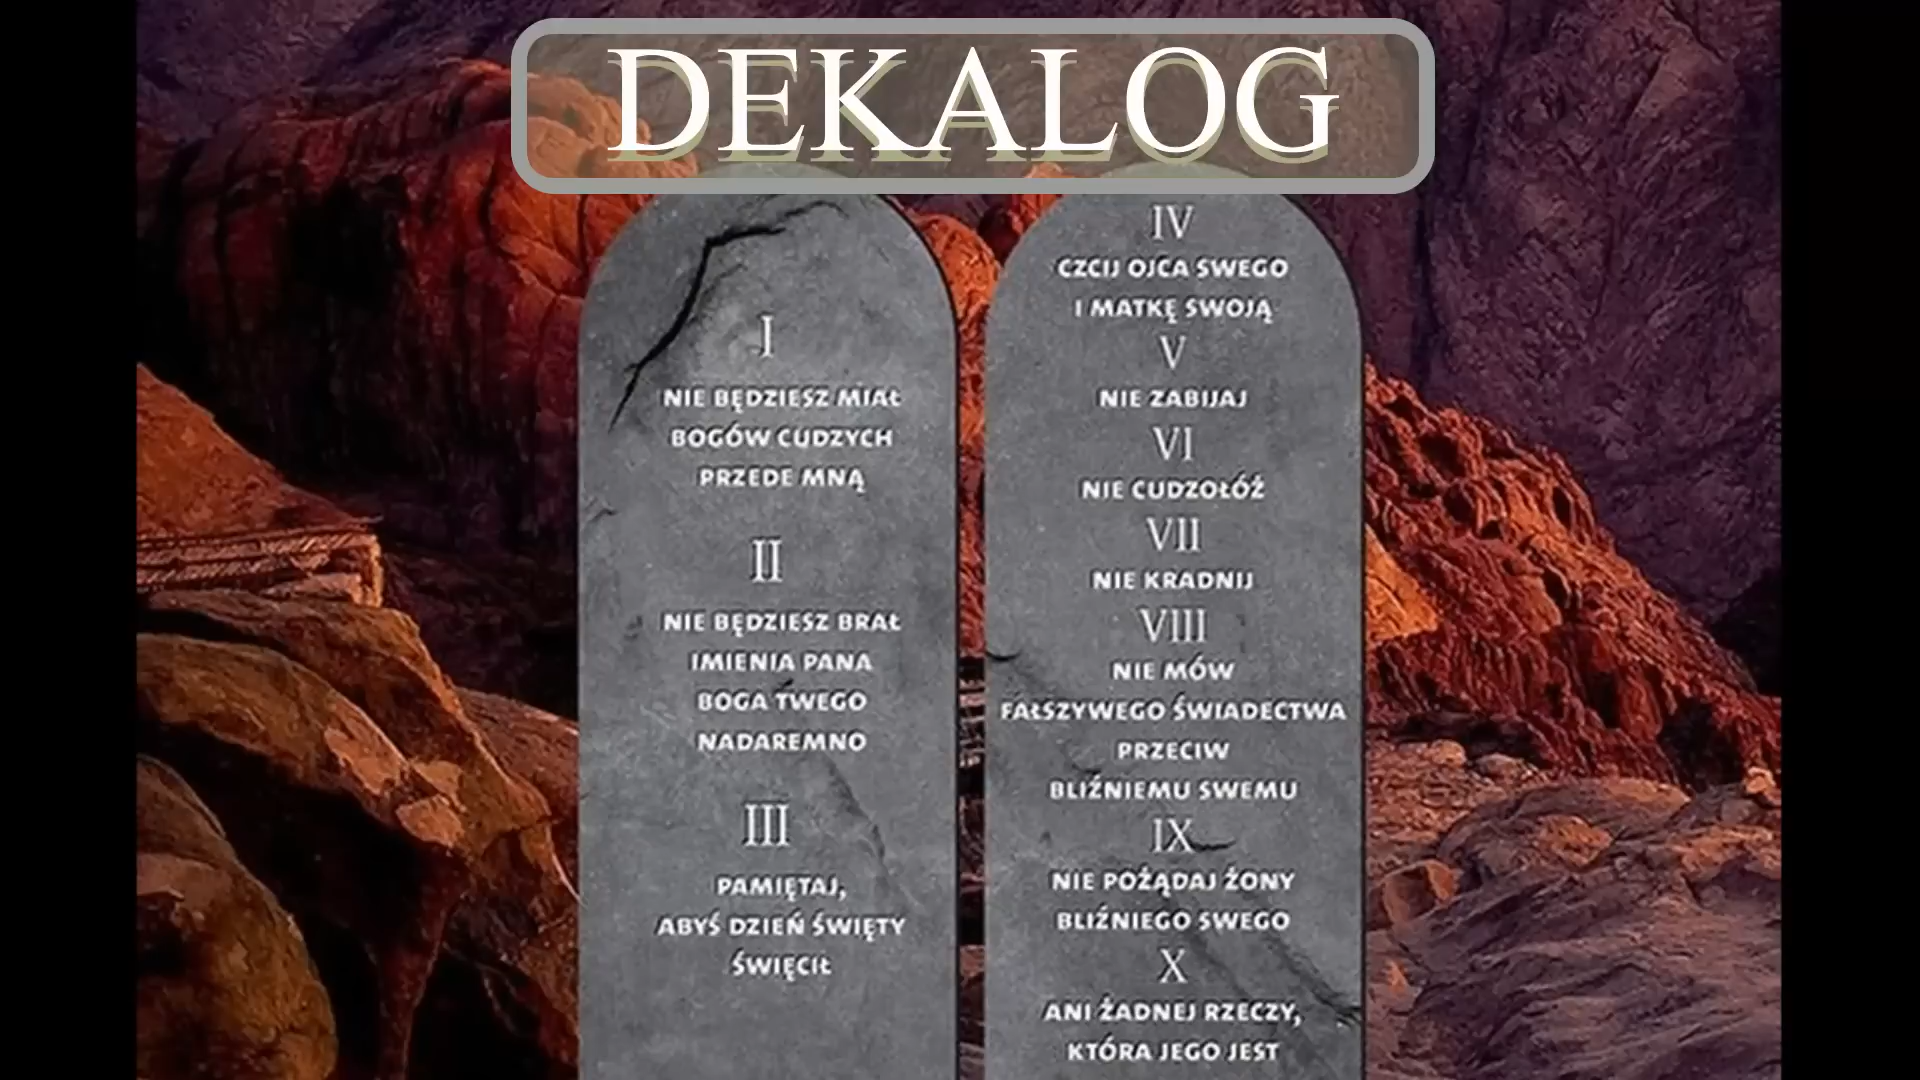 DEKALOG
I
NIE BĘDZIESZ MIAŁ
BOGÓW CUDZYCH
PRZEDE MNĄ
II
NIE BĘDZIESZ BRAŁ
IMIENIA PANA
BOGA TWEGO
NADAREMNO
III
PAMIĘTAJ,
ABYŚ DZIEŃ ŚWIĘTY
ŚWIĘCIŁ
IV
CZCIJ OJCA SWEGO
I MATKĘ SWOJĄ
V
NIE ZABIJAJ
VI
NIE CUDZOŁÓŻ
VII
NIE KRADNIJ
VIII
NIE MÓW
FAŁSZYWEGO ŚWIADECTWA
PRZECIW
BLIŹNIEMU SWEMU
IX
NIE POŻĄDAJ ŻONY
BLIŹNIEGO SWEGO
X
ANI ŻADNEJ RZECZY,
KTÓRA JEGO JEST